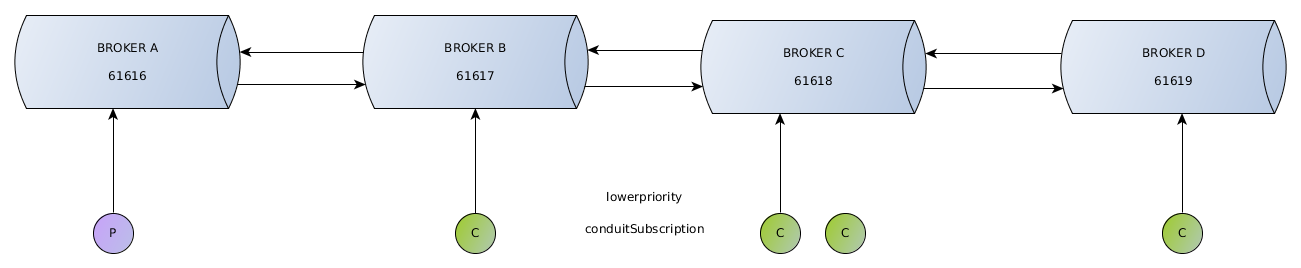 BROKER A
61616
BROKER B
61617
BROKER C
61618
BROKER D
61619
lowerpriority
conduitSubscription
P
C
C
C
C